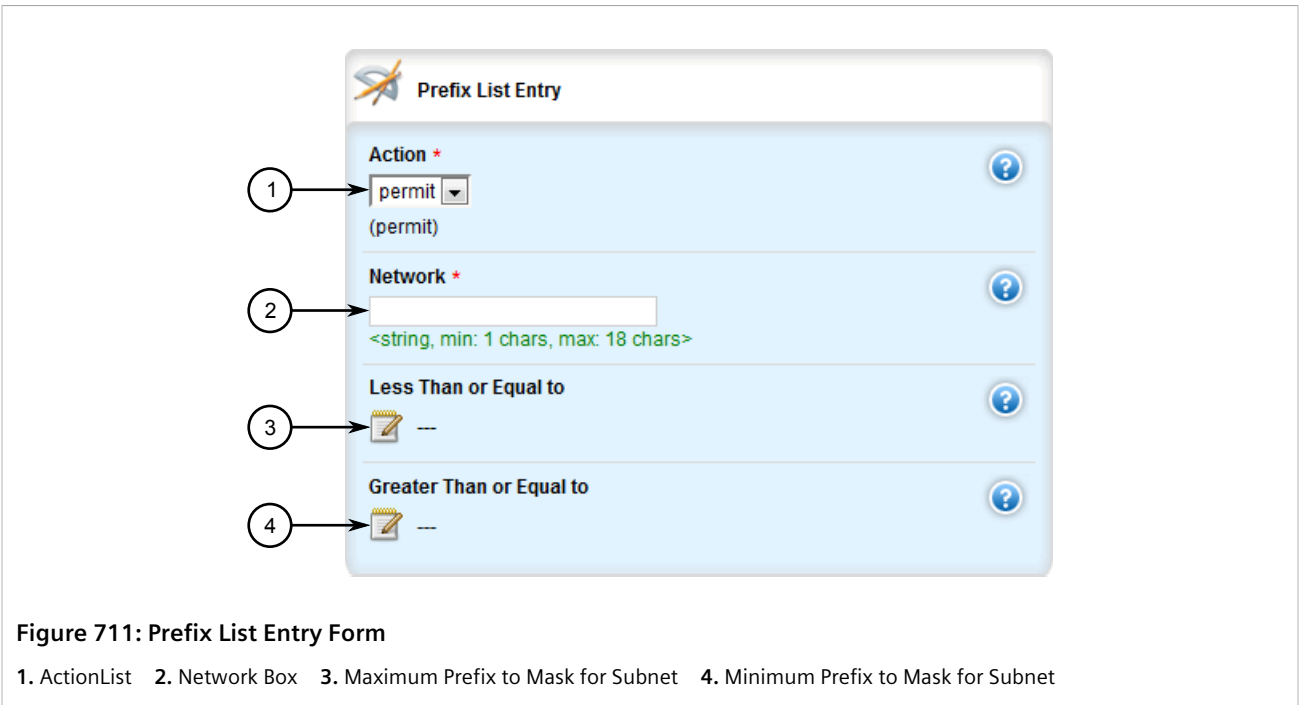 Prefix List Entry
Action *
1
permit
(permit)
Network *
2
<string, min: 1 chars, max: 18 chars>
Less Than or Equal to
3
---
Greater Than or Equal to
4
---
Figure 711: Prefix List Entry Form
1. ActionList 2. Network Box 3. Maximum Prefix to Mask for Subnet 4. Minimum Prefix to Mask for Subnet